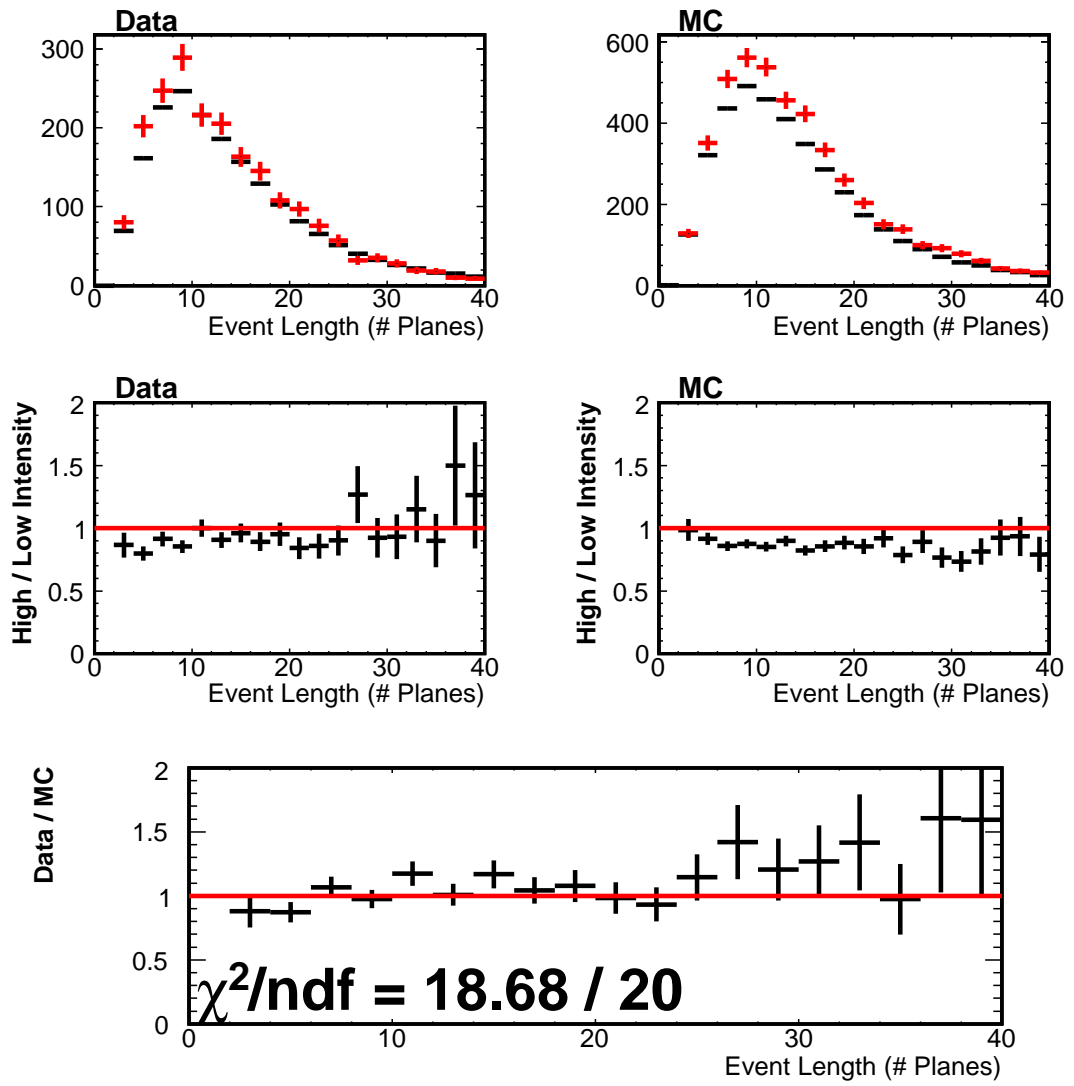 Data
300
200
100
0
0 10 20 30 40
Event Length (# Planes)
MC
600
400
200
0
0 10 20 30 40
Event Length (# Planes)
Data
High / Low Intensity
2
1.5
1
0.5
0
0 10 20 30 40
Event Length (# Planes)
MC
High / Low Intensity
2
1.5
1
0.5
0
0 10 20 30 40
Event Length (# Planes)
Data / MC
2
1.5
1
0.5
0
χ²/ndf = 18.68 / 20
0 10 20 30 40
Event Length (# Planes)